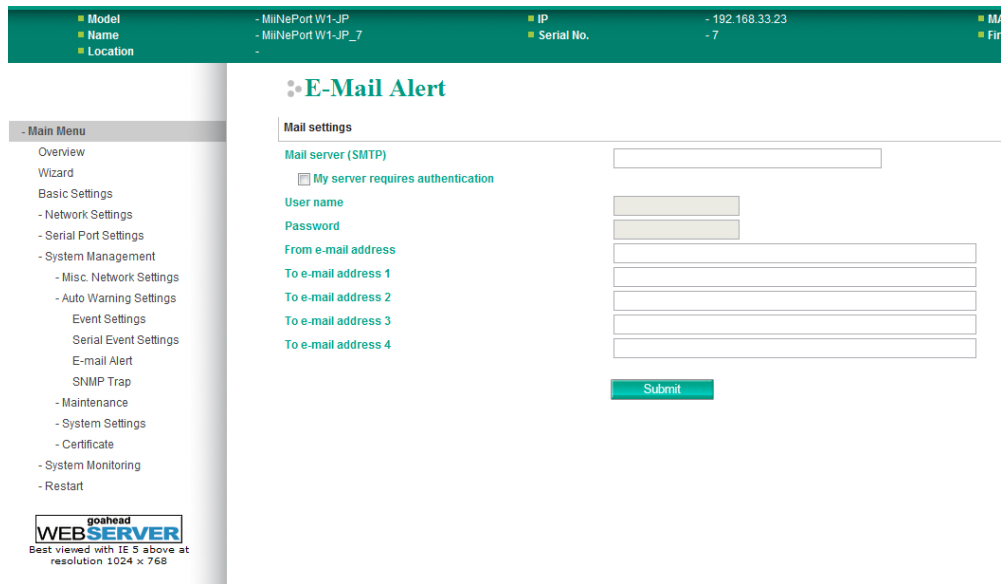 Model - MiiNePort W1-JP IP - 192.168.33.23
Name - MiiNePort W1-JP_7 Serial No. - 7
Location -
E-Mail Alert
- Main Menu
Overview
Wizard
Basic Settings
- Network Settings
- Serial Port Settings
- System Management
- Misc. Network Settings
- Auto Warning Settings
Event Settings
Serial Event Settings
E-mail Alert
SNMP Trap
- Maintenance
- System Settings
- Certificate
- System Monitoring
- Restart
goahead
WEBSERVER
Best viewed with IE 5 above at
resolution 1024 x 768
Mail settings
Mail server (SMTP)
My server requires authentication
User name
Password
From e-mail address
To e-mail address 1
To e-mail address 2
To e-mail address 3
To e-mail address 4
Submit